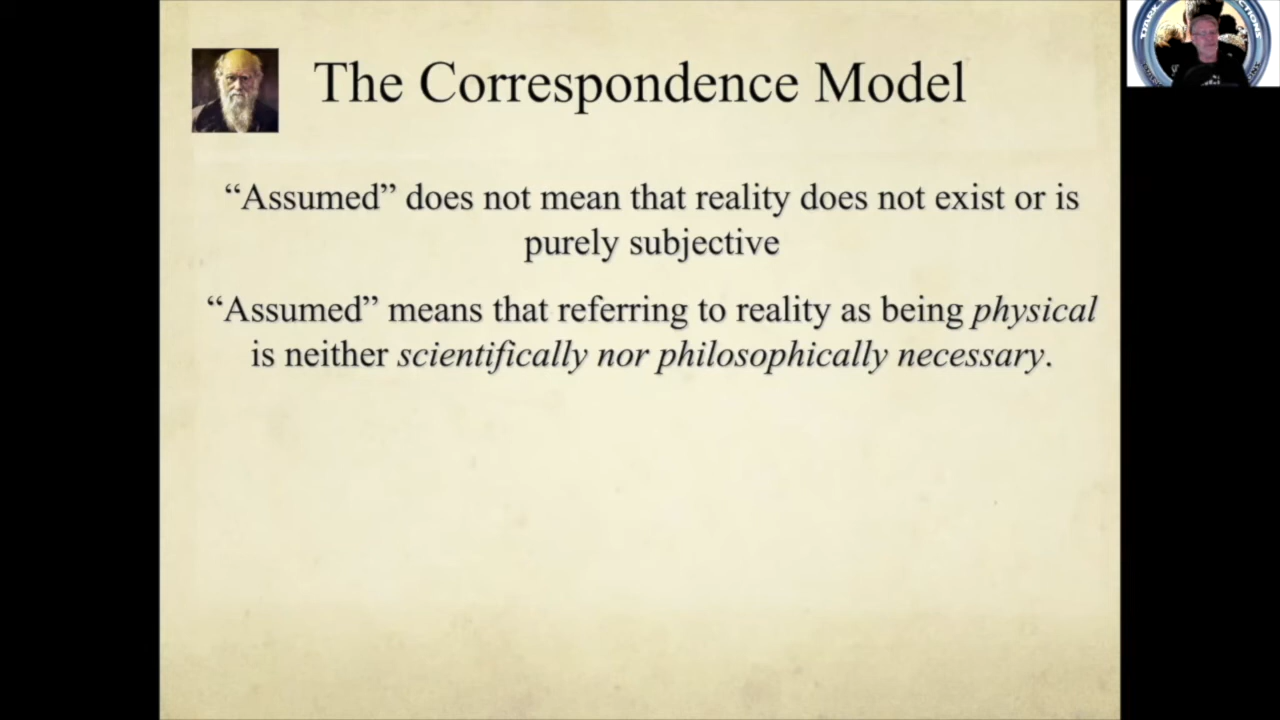 The Correspondence Model
“Assumed” does not mean that reality does not exist or is
purely subjective
“Assumed” means that referring to reality as being physical
is neither scientifically nor philosophically necessary.